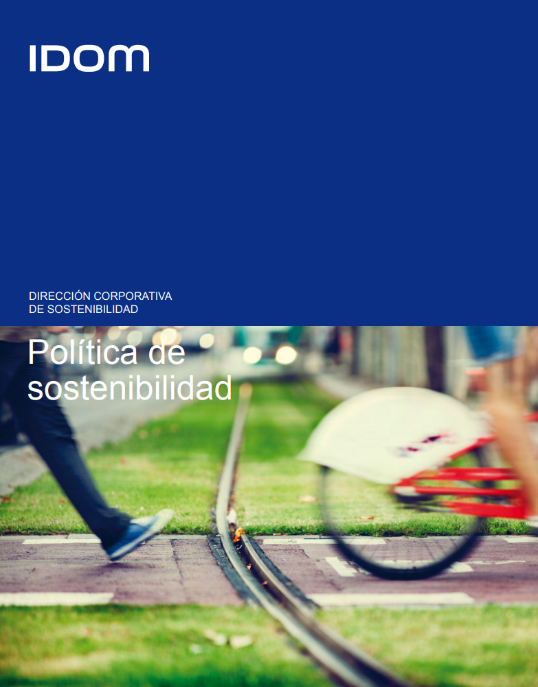 IDOM
DIRECCIÓN CORPORATIVA
DE SOSTENIBILIDAD
Política de
sostenibilidad